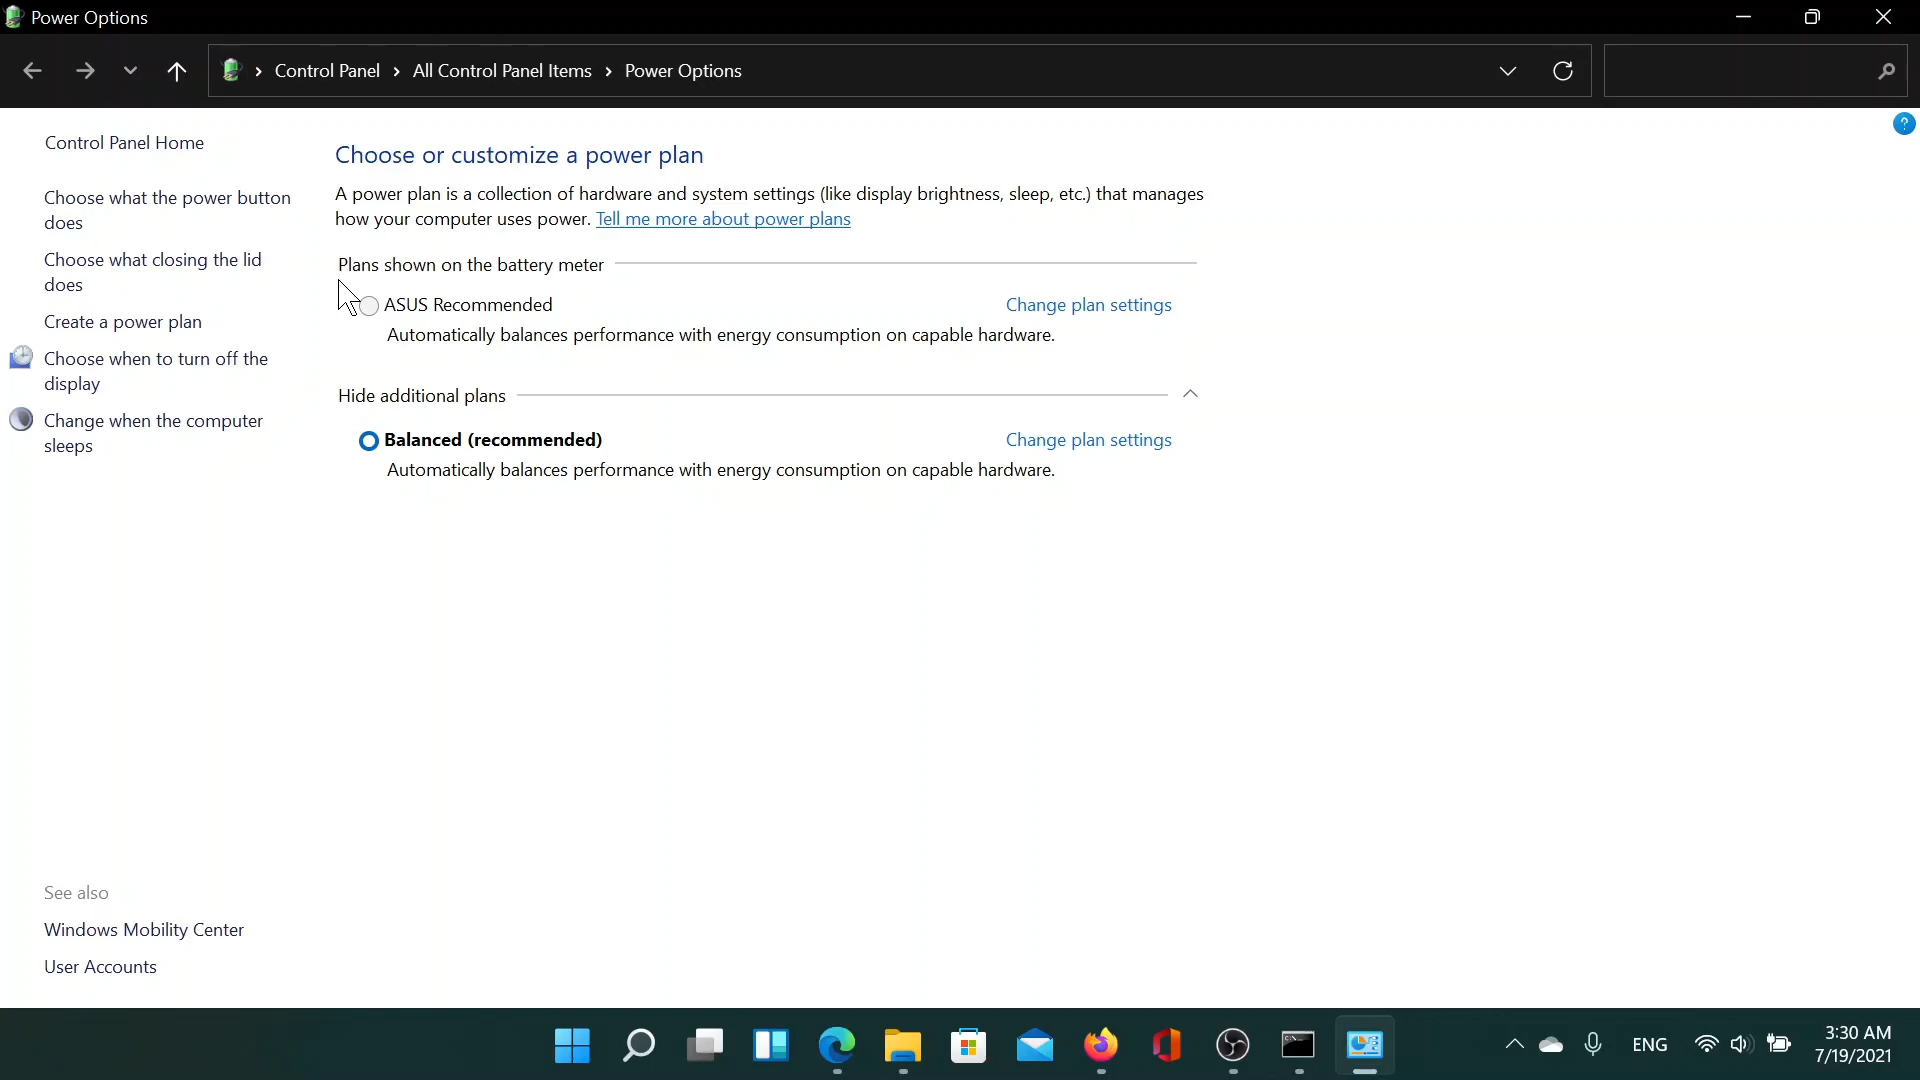 Power Options
Control Panel
All Control Panel Items
Power Options
Control Panel Home
Choose what the power button
does
Choose what closing the lid
does
Create a power plan
Choose when to turn off the
display
Change when the computer
sleeps
Choose or customize a power plan
A power plan is a collection of hardware and system settings (like display brightness, sleep, etc.) that manages
how your computer uses power. Tell me more about power plans
Plans shown on the battery meter
ASUS Recommended
Change plan settings
Automatically balances performance with energy consumption on capable hardware.
Hide additional plans
Balanced (recommended)
Change plan settings
Automatically balances performance with energy consumption on capable hardware.
See also
Windows Mobility Center
User Accounts
ENG
3:30 AM
7/19/2021